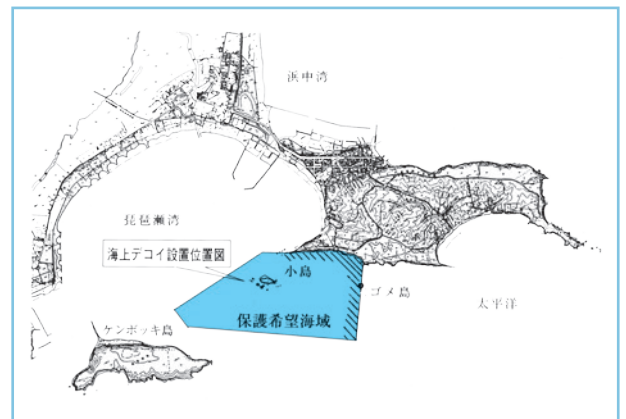 浜中湾
琵琶瀬湾
海上デコイ設置位置図
小島
ゴメ島
太平洋
保護希望海域
ケンボッキ島